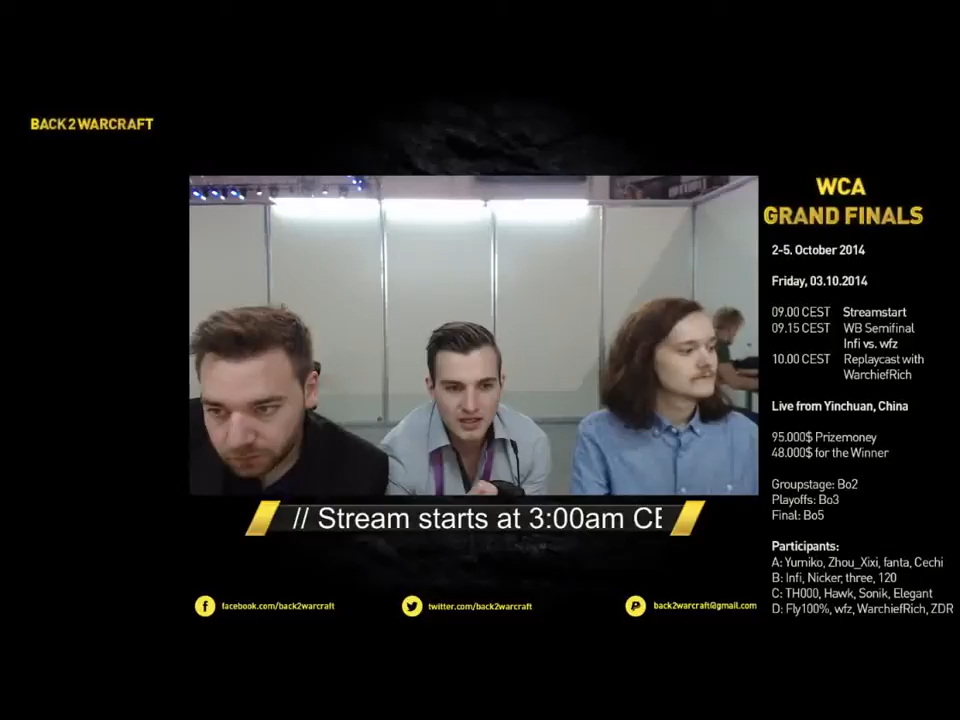 BACK2WARCRAFT
WCA
GRAND FINALS
2-5. October 2014
Friday, 03.10.2014
09.00 CEST Streamstart
09.15 CEST WB Semifinal
Infi vs. wfz
10.00 CEST Replaycast with
WarchiefRich
Live from Yinchuan, China
95.000$ Prizemoney
48.000$ for the Winner
Groupstage: Bo2
Playoffs: Bo3
Final: Bo5
Participants:
A: Yumiko, Zhou_Xixi, fanta, Cechi
B: Infi, Nicker, three, 120
C: TH000, Hawk, Sonik, Elegant
D: Fly100%, wfz, WarchiefRich, ZDR
// Stream starts at 3:00am CE
facebook.com/back2warcraft
twitter.com/back2warcraft
back2warcraft@gmail.com